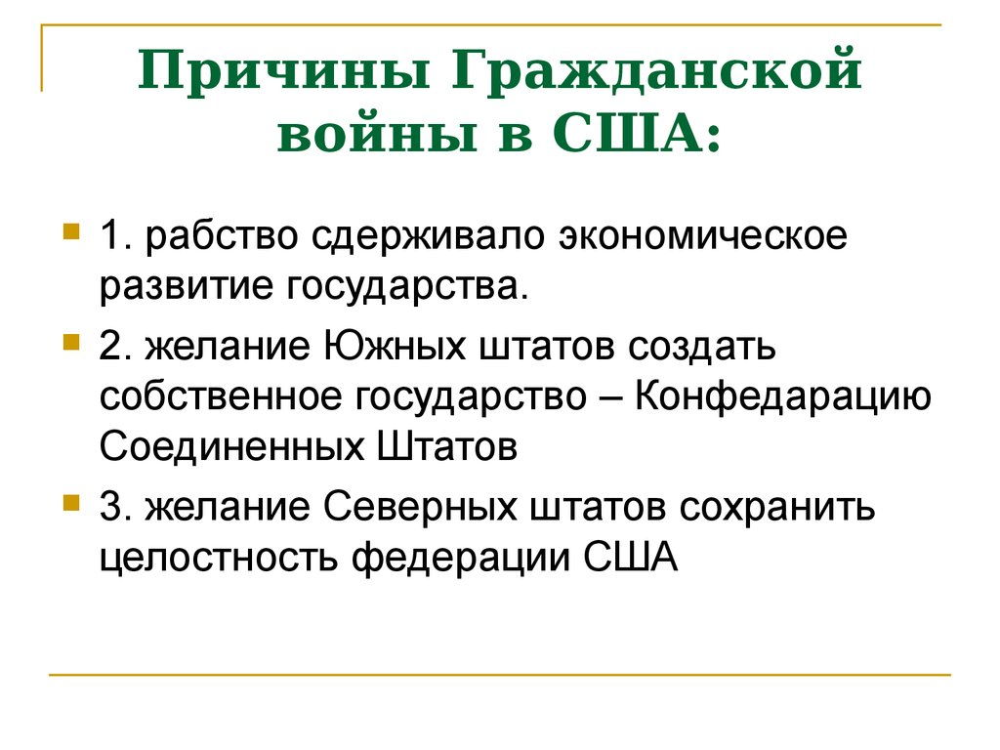 Причины Гражданской
войны в США:
1. рабство сдерживало экономическое
развитие государства.
2. желание Южных штатов создать
собственное государство – Конфедарацию
Соединенных Штатов
3. желание Северных штатов сохранить
целостность федерации США